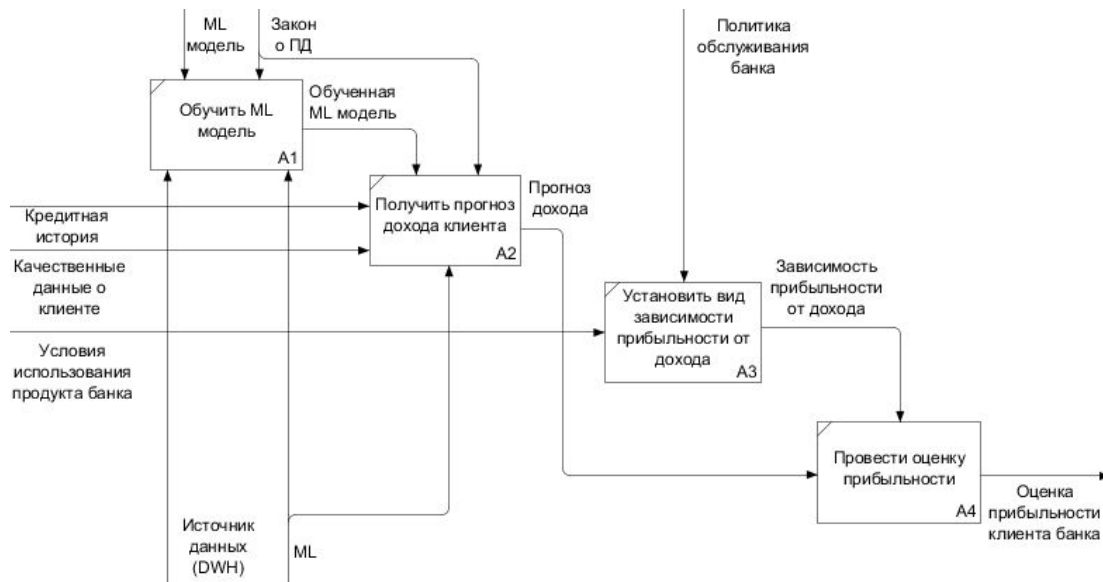 ML
модель
Закон
о ПД
Политика
обслуживания
банка
Обучить ML
модель
A1
Обученная
ML модель
Получить прогноз
дохода клиента
A2
Прогноз
дохода
Кредитная
история
Качественные
данные о
клиенте
Установить вид
зависимости
прибыльности от
дохода
A3
Зависимость
прибыльности
от дохода
Условия
использования
продукта банка
Провести оценку
прибыльности
A4
Оценка
прибыльности
клиента банка
Источник
данных
(DWH)
ML